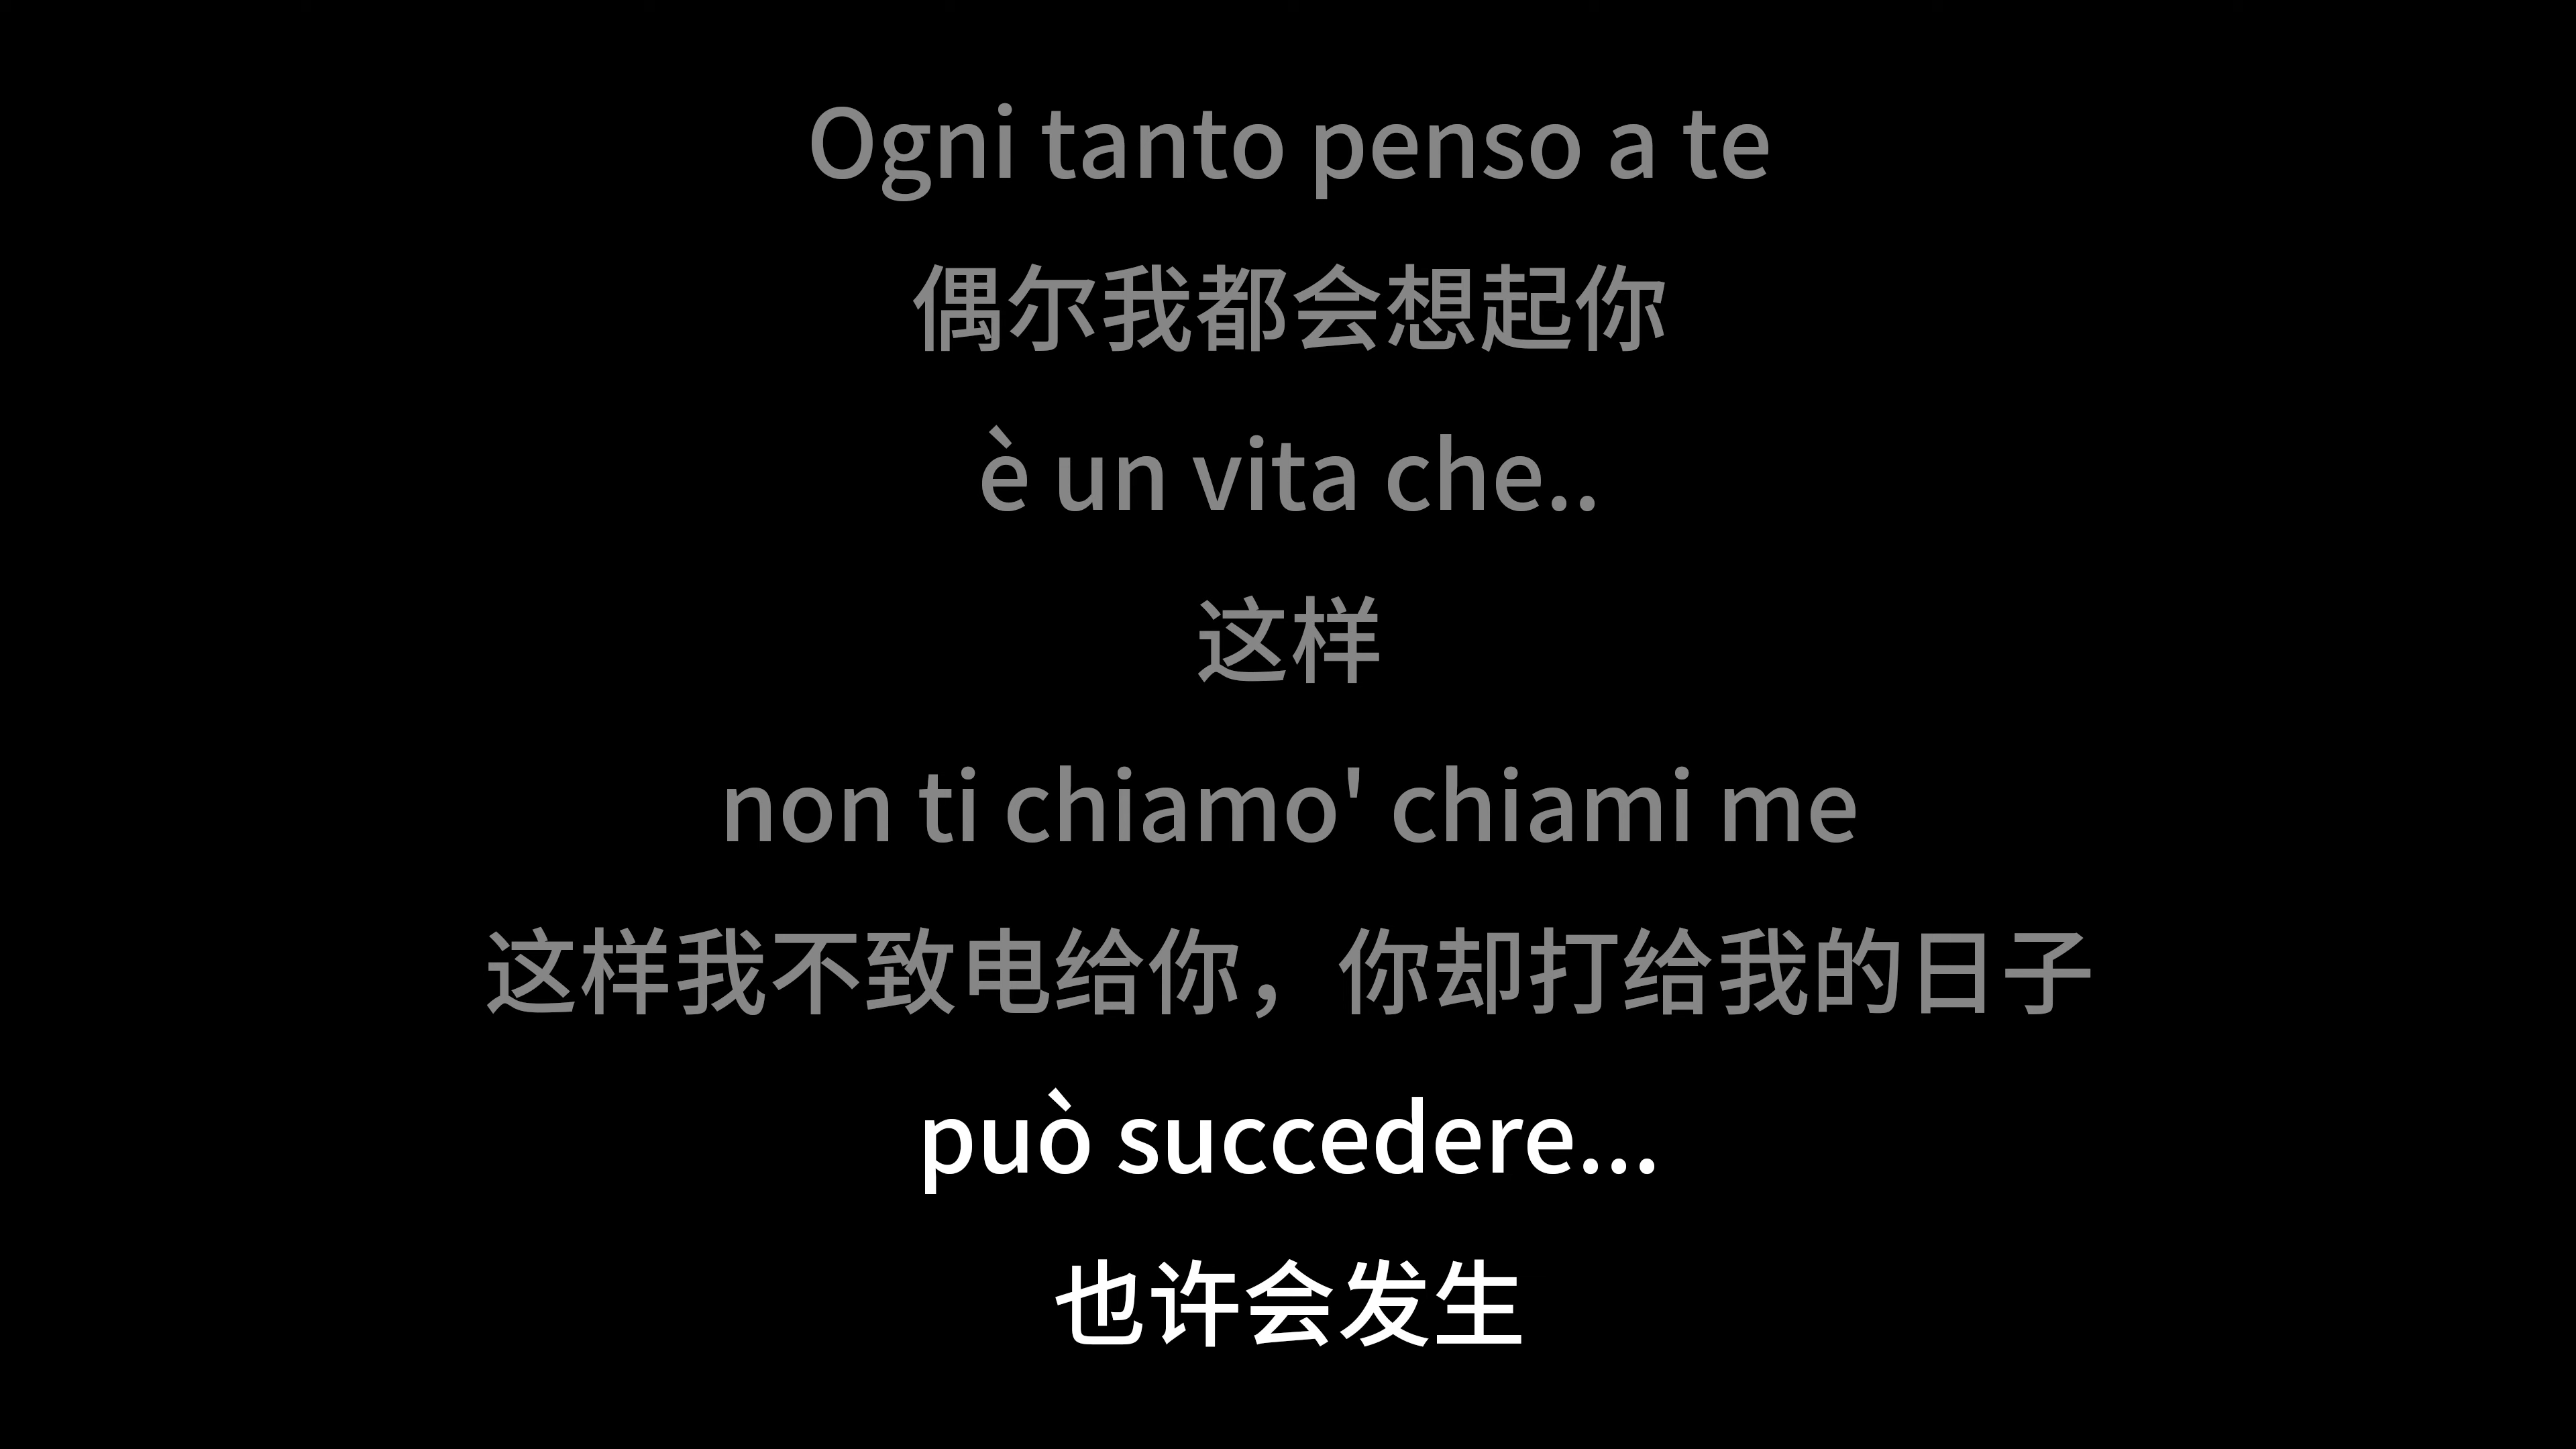 Ogni tanto penso a te
偶尔我都会想起你
è un vita che..
这样
non ti chiamo' chiami me
这样我不致电给你，你却打给我的日子
può succedere...
也许会发生